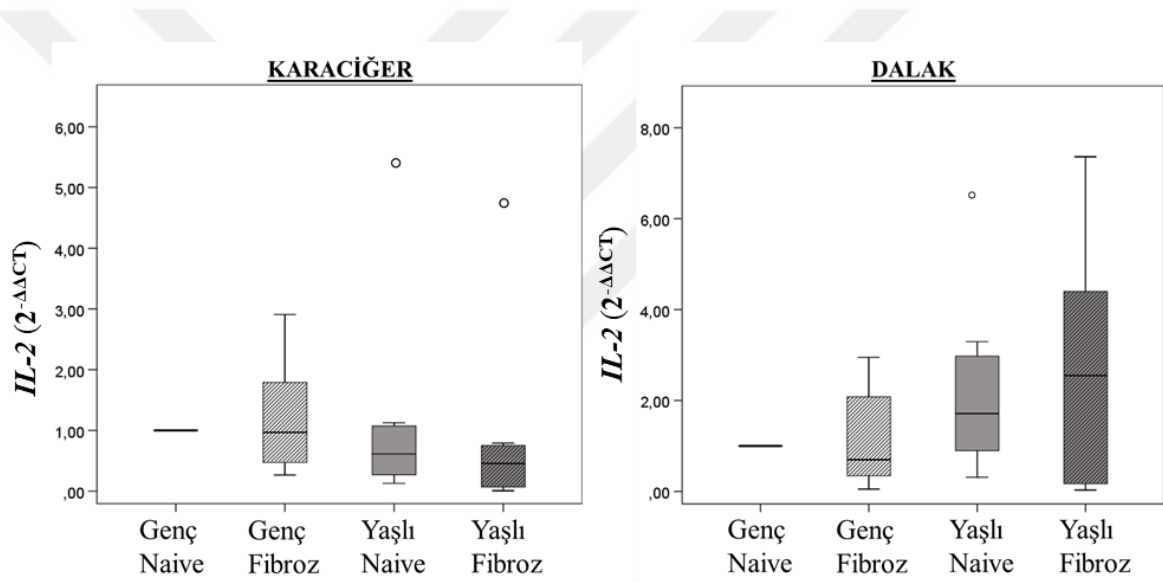 KARACİĞER
IL-2 (2^-ΔΔCT)
6,00
5,00
4,00
3,00
2,00
1,00
,00
Genç Naive
Genç Fibroz
Yaşlı Naive
Yaşlı Fibroz
DALAK
IL-2 (2^-ΔΔCT)
8,00
6,00
4,00
2,00
,00
Genç Naive
Genç Fibroz
Yaşlı Naive
Yaşlı Fibroz